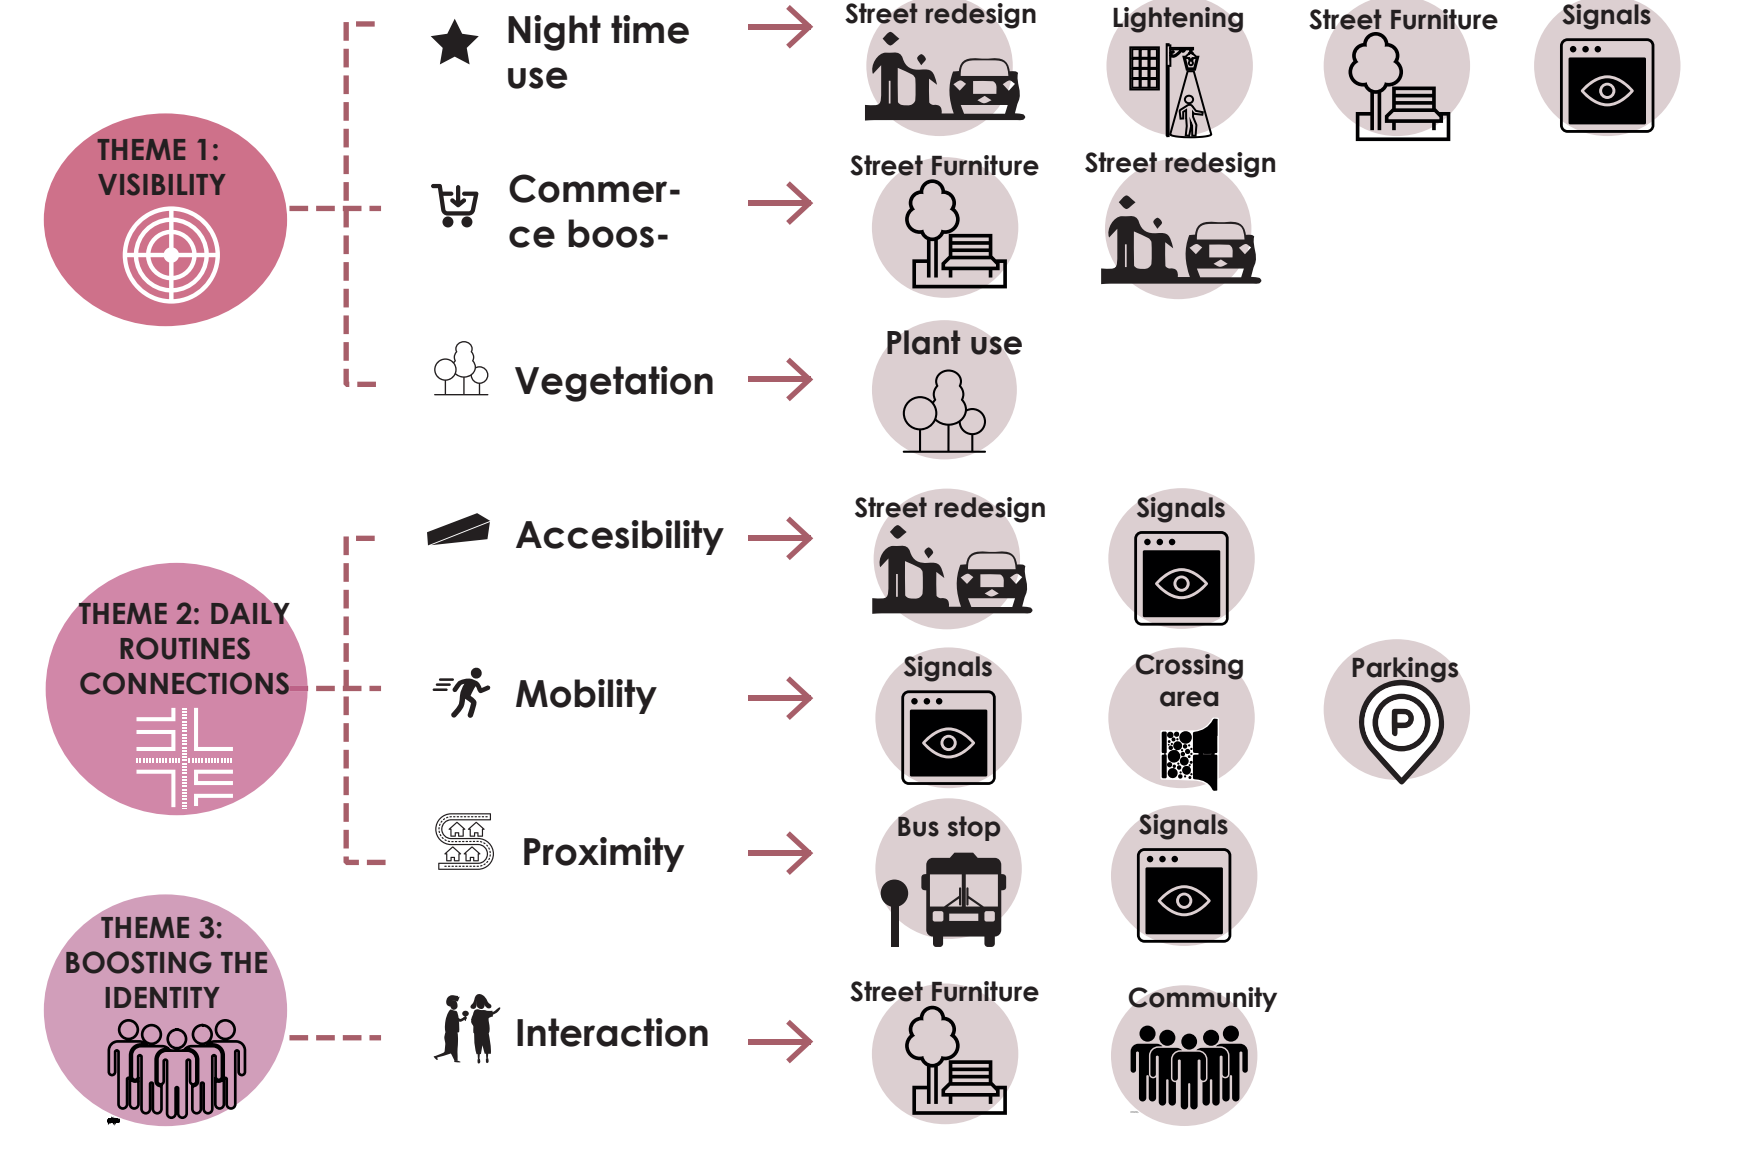 THEME 1:
VISIBILITY
Night time
use
Street redesign
Lightening
Street Furniture
Signals
Commer-
ce boos-
Street Furniture
Street redesign
Vegetation
Plant use
THEME 2: DAILY
ROUTINES
CONNECTIONS
Accesibility
Street redesign
Signals
Mobility
Signals
Crossing
area
Parkings
P
Proximity
Bus stop
Signals
THEME 3:
BOOSTING THE
IDENTITY
Interaction
Street Furniture
Community